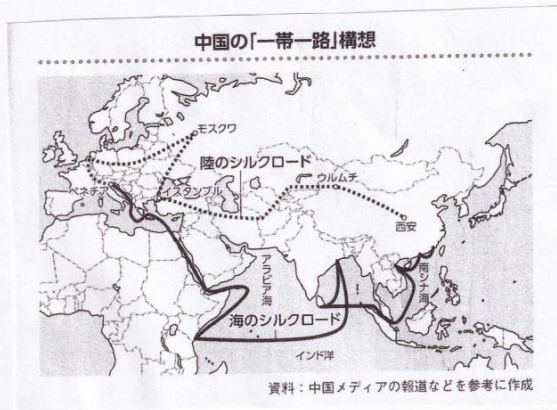 中国の「一帯一路」構想
モスクワ
陸のシルクロード
ベネチア
イスタンブル
ウルムチ
西安
アラビア海
南シナ海
海のシルクロード
インド洋
資料：中国メディアの報道などを参考に作成